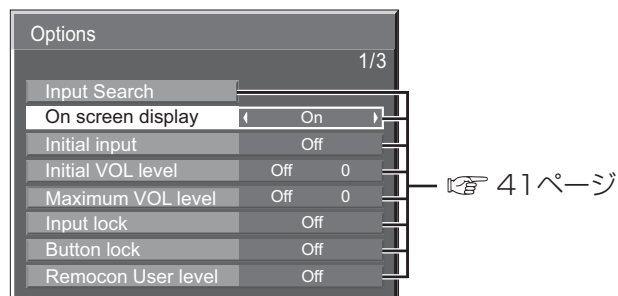 Options
1/3
Input Search
On screen display On
Initial input Off
Initial VOL level Off 0
Maximum VOL level Off 0
Input lock Off
Button lock Off
Remocon User level Off
☞ 41ページ